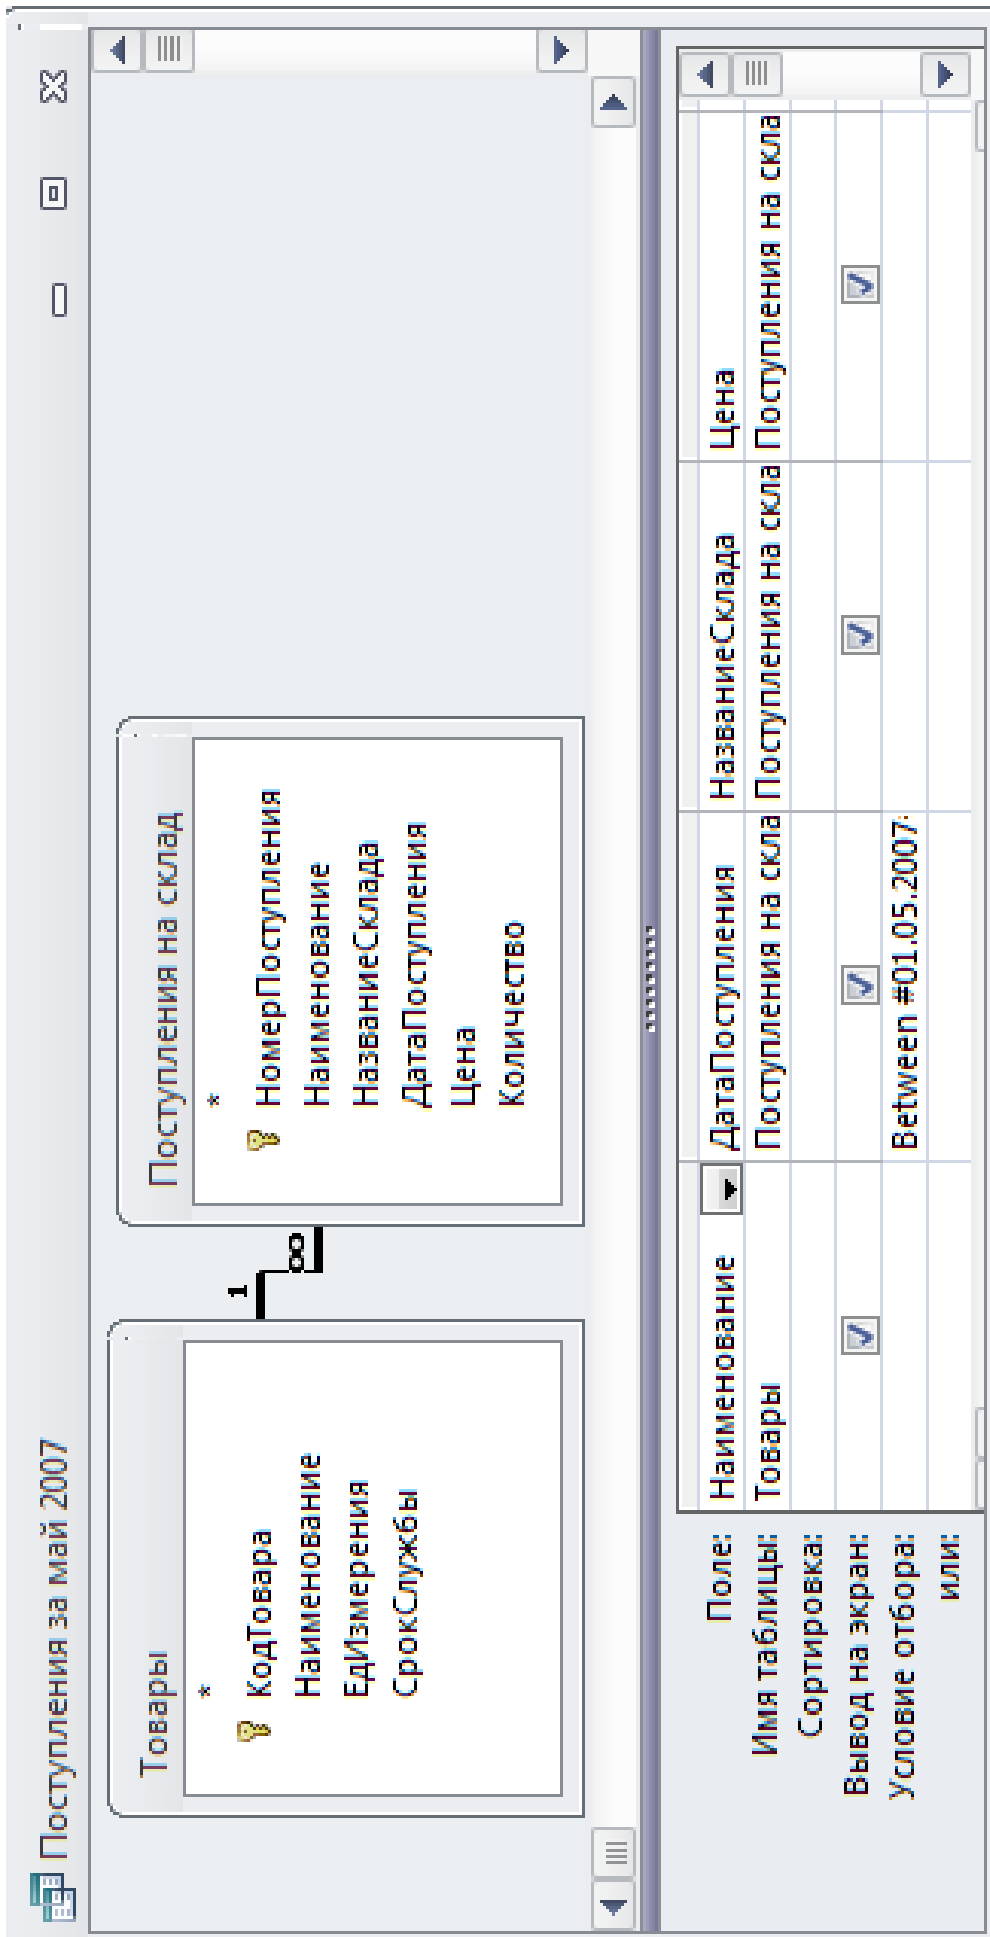 Поступления за май 2007
Товары
*
КодТовара
Наименование
ЕдИзмерения
СрокСлужбы
1
∞
Поступления на склад
*
НомерПоступления
Наименование
НазваниеСклада
ДатаПоступления
Цена
Количество
Поле: Наименование ДатаПоступления НазваниеСклада Цена
Имя таблицы: Товары Поступления на скла Поступления на скла Поступления на скла
Сортировка:
Вывод на экран:
Условие отбора: Between #01.05.2007
или: